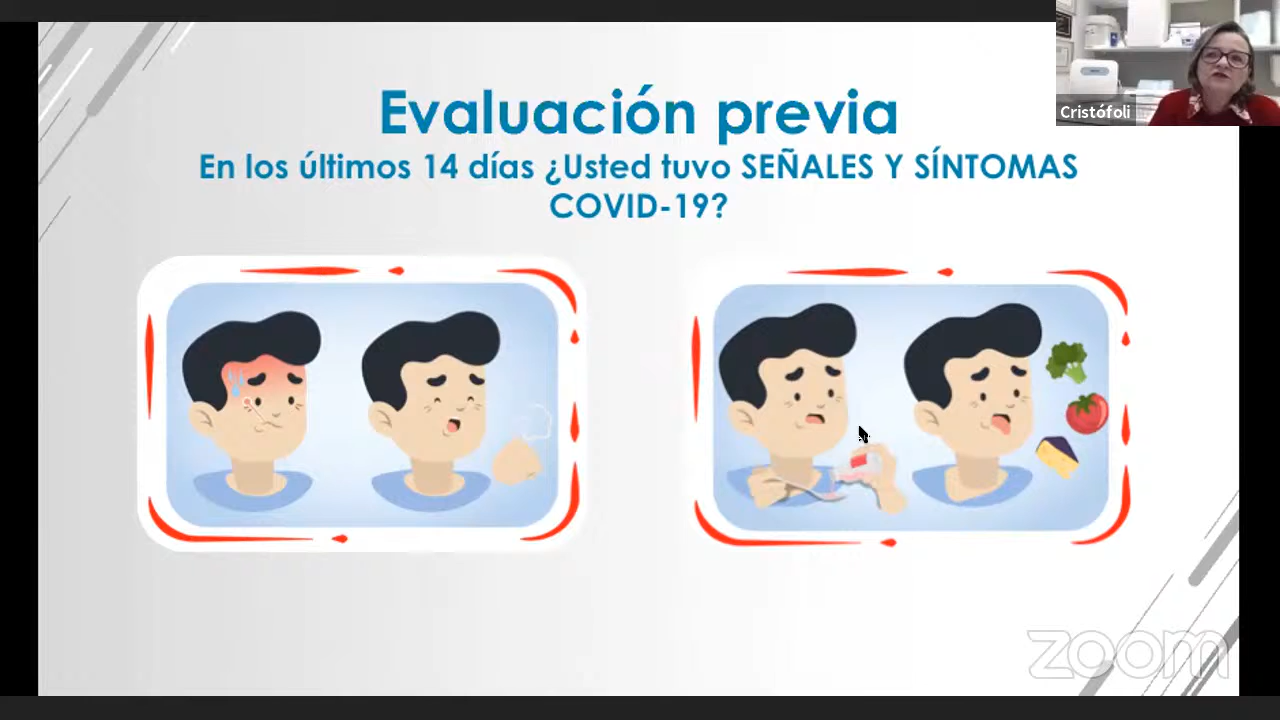 Evaluación previa
En los últimos 14 días ¿Usted tuvo SEÑALES Y SÍNTOMAS
COVID-19?
Cristófoli
zoom